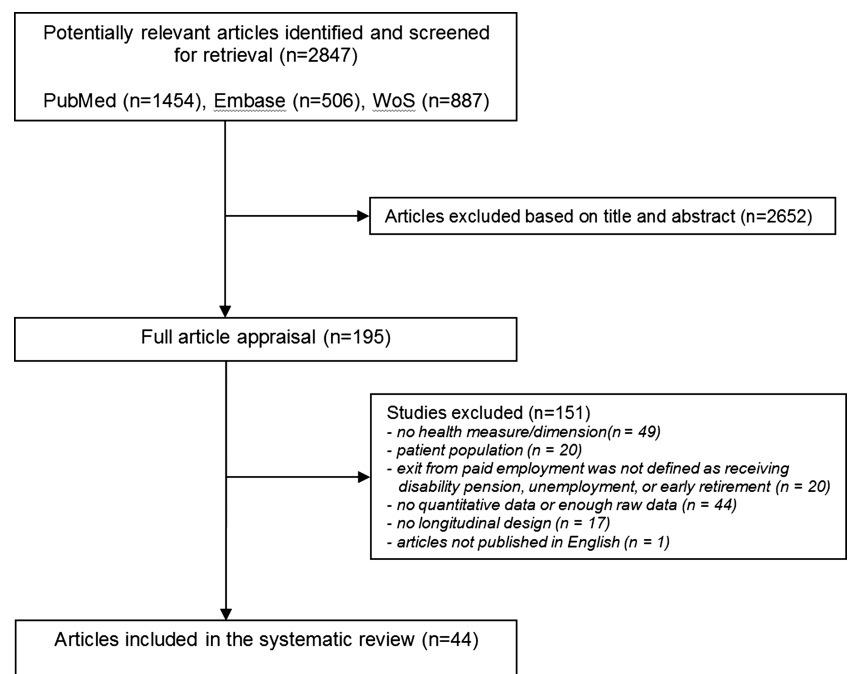 Potentially relevant articles identified and screened
for retrieval (n=2847)
PubMed (n=1454), Embase (n=506), WoS (n=887)
Articles excluded based on title and abstract (n=2652)
Full article appraisal (n=195)
Studies excluded (n=151)
- no health measure/dimension(n = 49)
- patient population (n = 20)
- exit from paid employment was not defined as receiving
disability pension, unemployment, or early retirement (n = 20)
- no quantitative data or enough raw data (n = 44)
- no longitudinal design (n = 17)
- articles not published in English (n = 1)
Articles included in the systematic review (n=44)